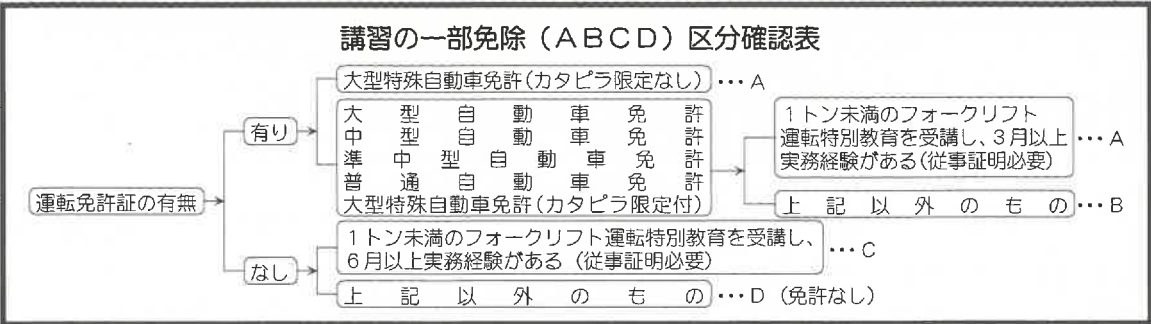 講習の一部免除(ABCD)区分確認表
運転免許証の有無
有り
大型特殊自動車免許(カタピラ限定なし)
・・・A
大型自動車免許
中型自動車免許
準中型自動車免許
普通自動車免許
大型特殊自動車免許(カタピラ限定付)
1トン未満のフォークリフト
運転特別教育を受講し、3月以上
実務経験がある(従事証明必要)
・・・A
上記以外のもの
・・・B
なし
1トン未満のフォークリフト運転特別教育を受講し、
6月以上実務経験がある(従事証明必要)
・・・C
上記以外のもの
・・・D(免許なし)